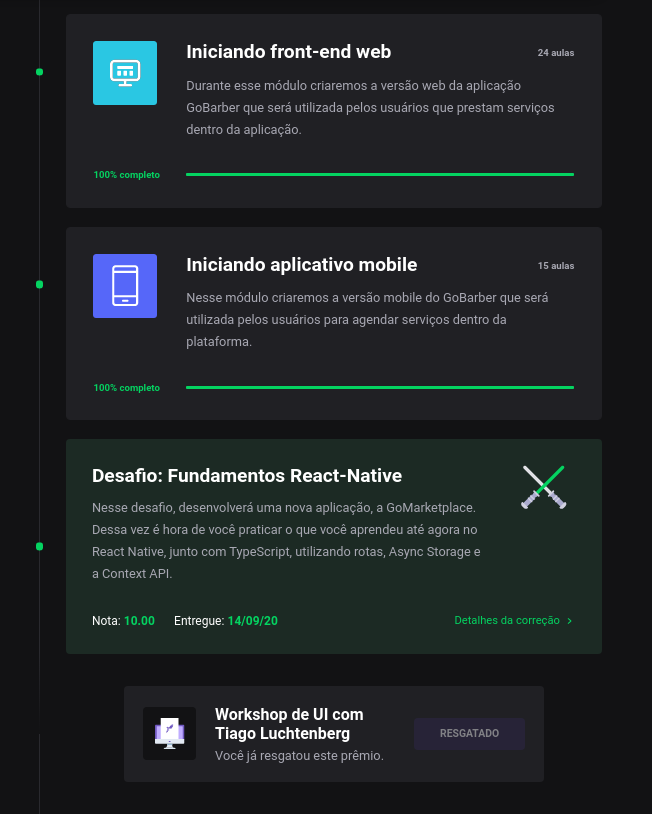 Iniciando front-end web
24 aulas
Durante esse módulo criaremos a versão web da aplicação
GoBarber que será utilizada pelos usuários que prestam serviços
dentro da aplicação.
100% completo
Iniciando aplicativo mobile
15 aulas
Nesse módulo criaremos a versão mobile do GoBarber que será
utilizada pelos usuários para agendar serviços dentro da
plataforma.
100% completo
Desafio: Fundamentos React-Native
Nesse desafio, desenvolverá uma nova aplicação, a GoMarketplace.
Dessa vez é hora de você praticar o que você aprendeu até agora no
React Native, junto com TypeScript, utilizando rotas, Async Storage e
a Context API.
Nota: 10.00 Entregue: 14/09/20
Detalhes da correção
Workshop de UI com
Tiago Luchtenberg
Você já resgatou este prêmio.
RESGATADO